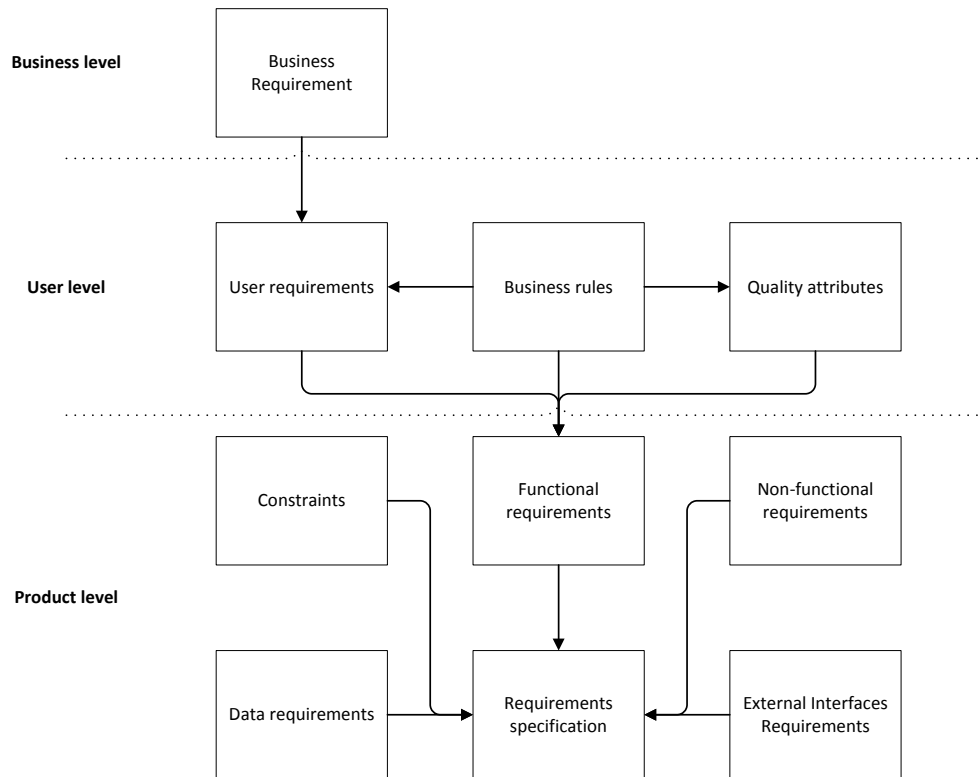 Business level
Business
Requirement
User level
User requirements
Business rules
Quality attributes
Constraints
Functional
requirements
Non-functional
requirements
Product level
Data requirements
Requirements
specification
External Interfaces
Requirements